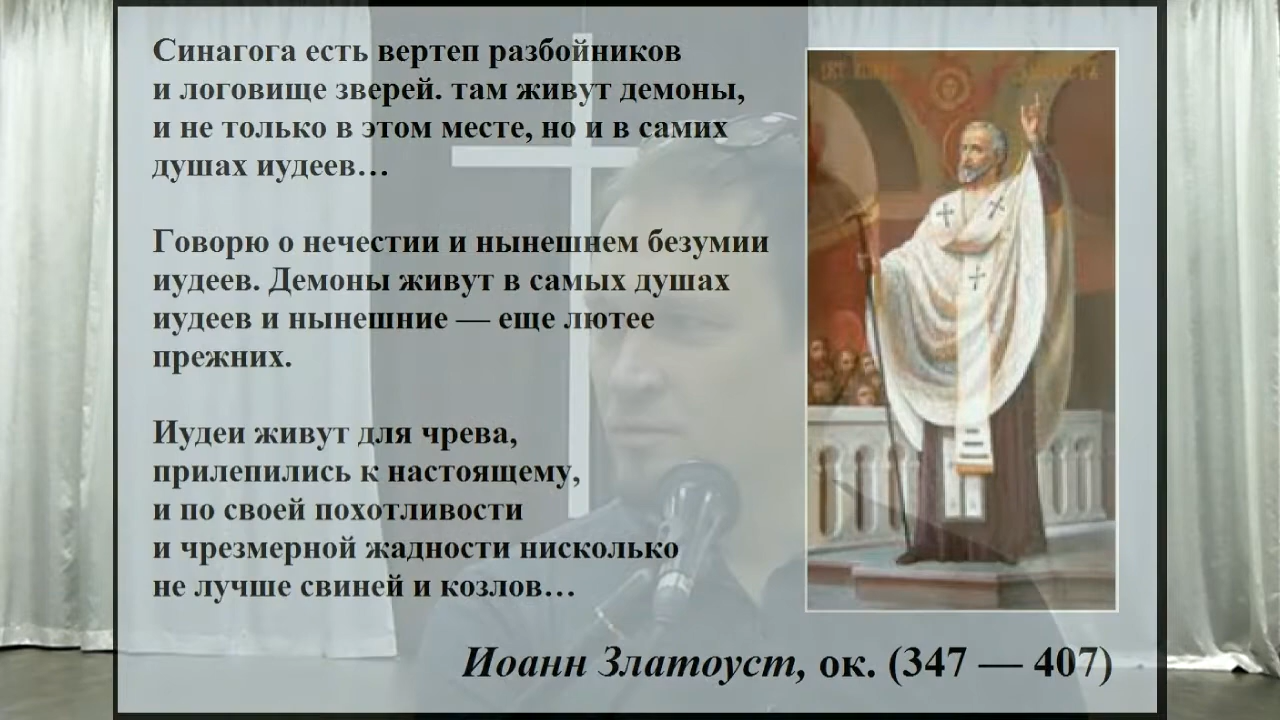 Синагога есть вертеп разбойников
и логовище зверей. там живут демоны,
и не только в этом месте, но и в самих
душах иудеев…
Говорю о нечестии и нынешнем безумии
иудеев. Демоны живут в самых душах
иудеев и нынешние — еще лютее
прежних.
Иудеи живут для чрева,
прилепились к настоящему,
и по своей похотливости
и чрезмерной жадности нисколько
не лучше свиней и козлов…
Иоанн Златоуст, ок. (347 — 407)